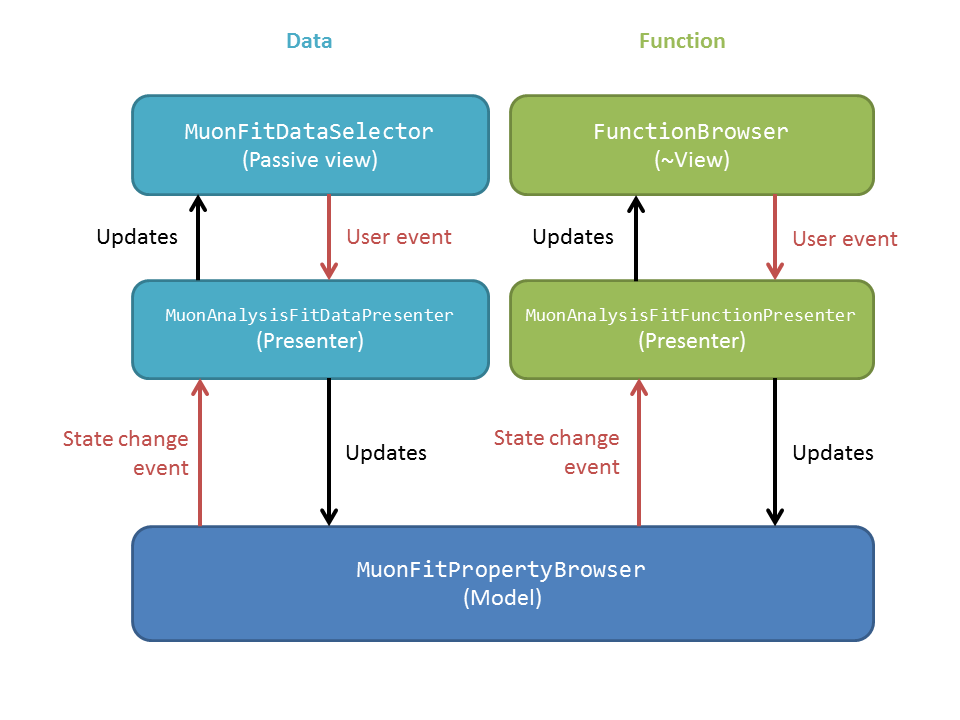 Data
Function
MuonFitDataSelector
(Passive view)
FunctionBrowser
(~View)
Updates
User event
Updates
User event
MuonAnalysisFitDataPresenter
(Presenter)
MuonAnalysisFitFunctionPresenter
(Presenter)
State change
event
Updates
State change
event
Updates
MuonFitPropertyBrowser
(Model)